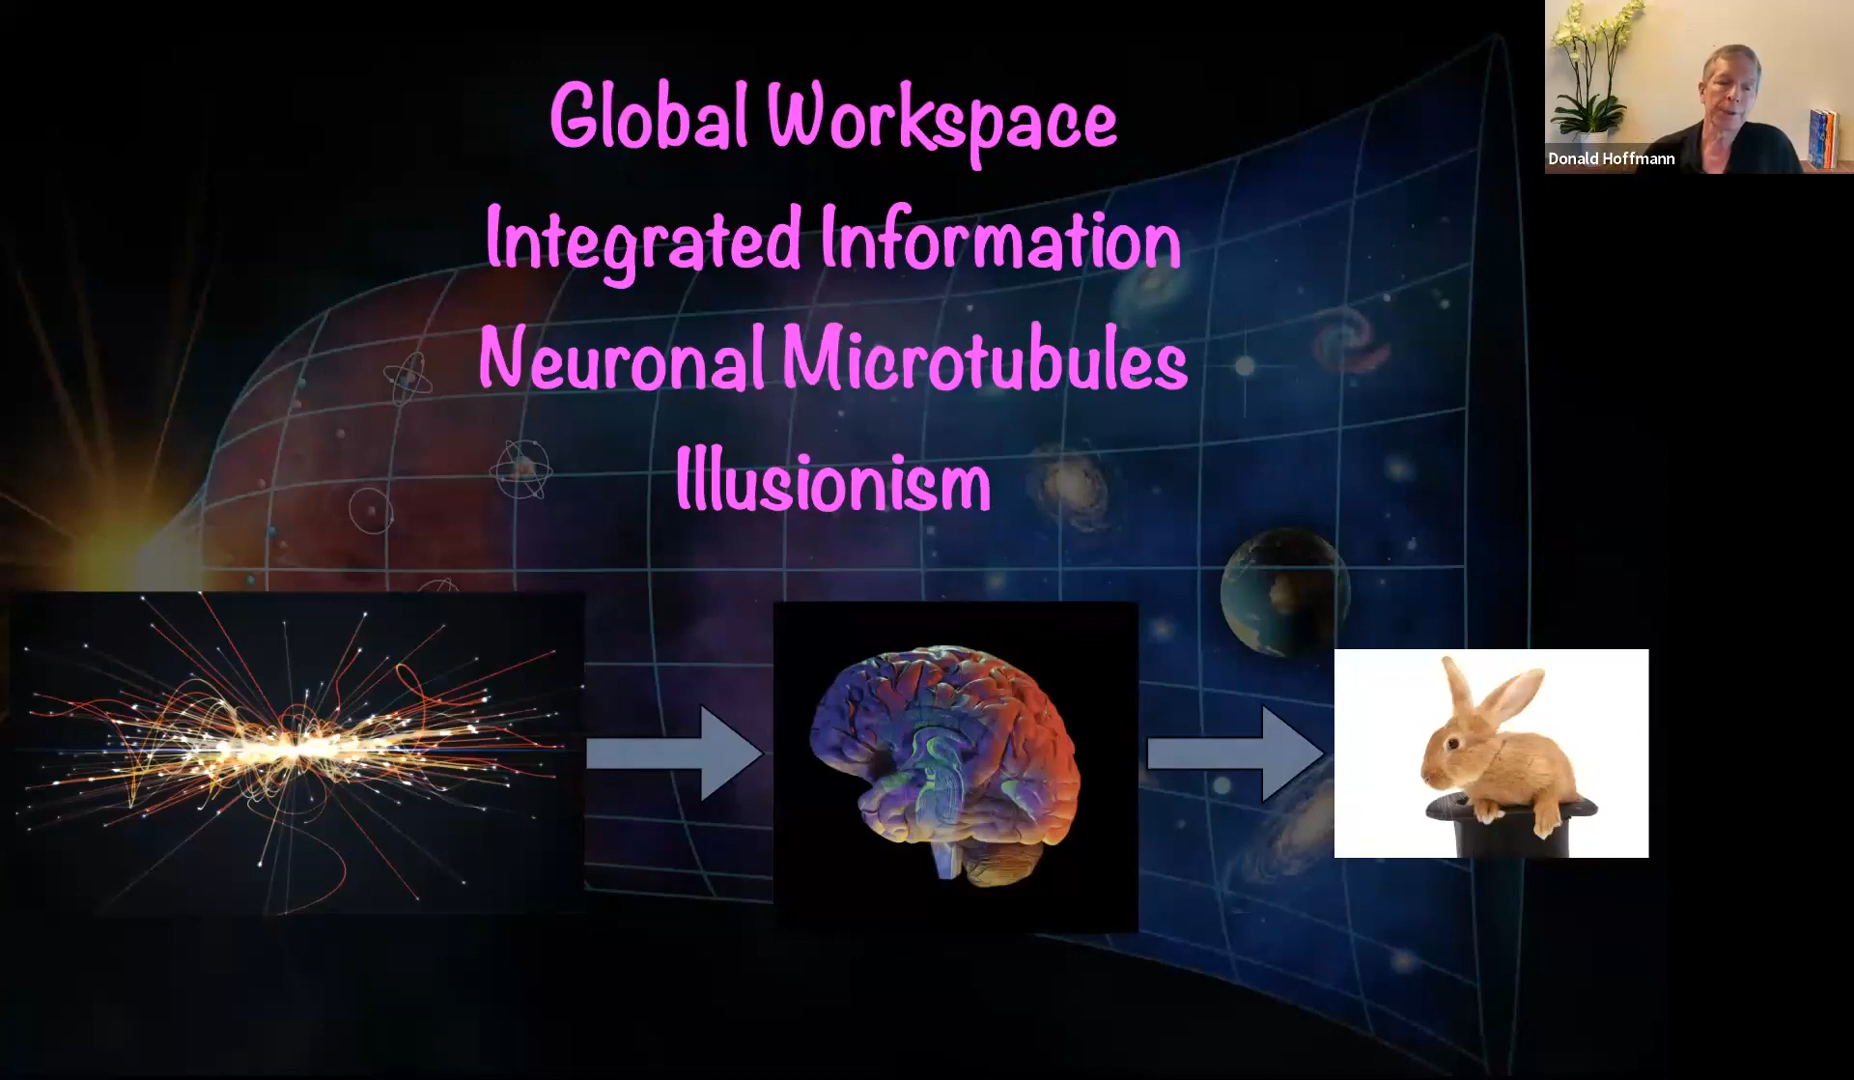 Global Workspace
Integrated Information
Neuronal Microtubules
Illusionism
Donald Hoffmann